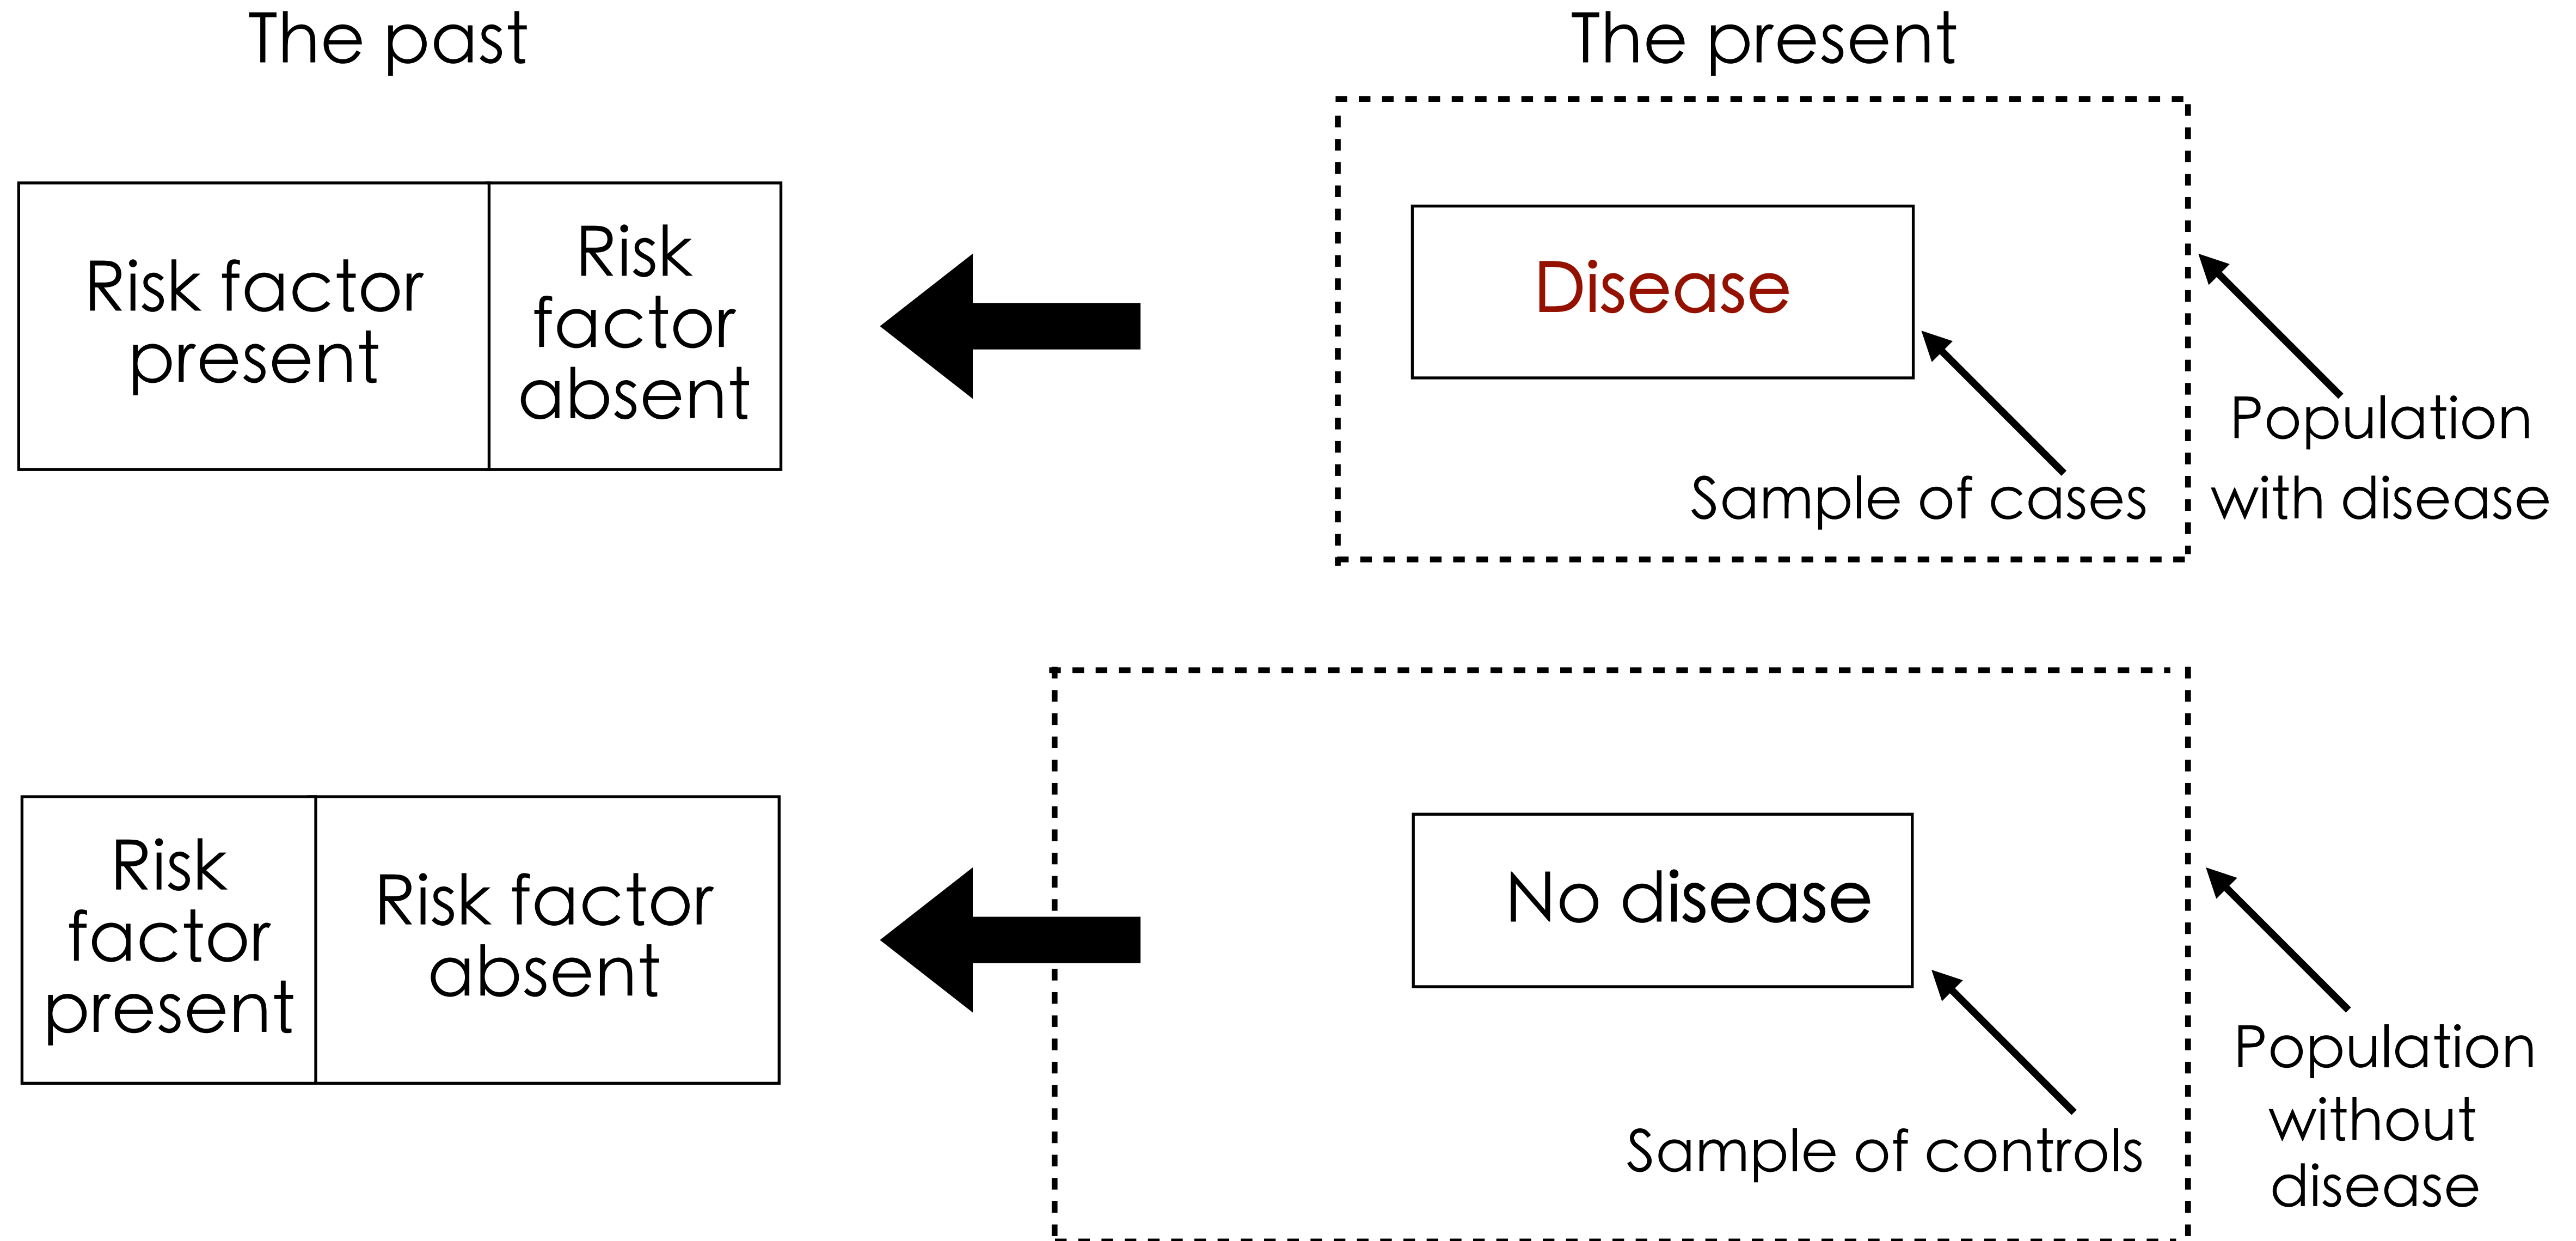 The past
The present
Risk factor
present
Risk
factor
absent
Disease
Sample of cases
Population
with disease
Risk
factor
present
Risk factor
absent
No disease
Sample of controls
Population
without
disease